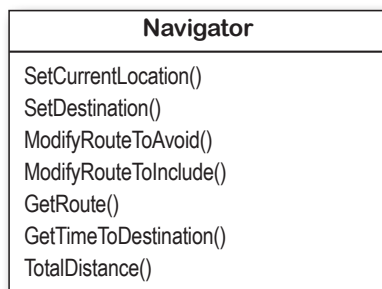 Navigator
SetCurrentLocation()
SetDestination()
ModifyRouteToAvoid()
ModifyRouteToInclude()
GetRoute()
GetTimeToDestination()
TotalDistance()